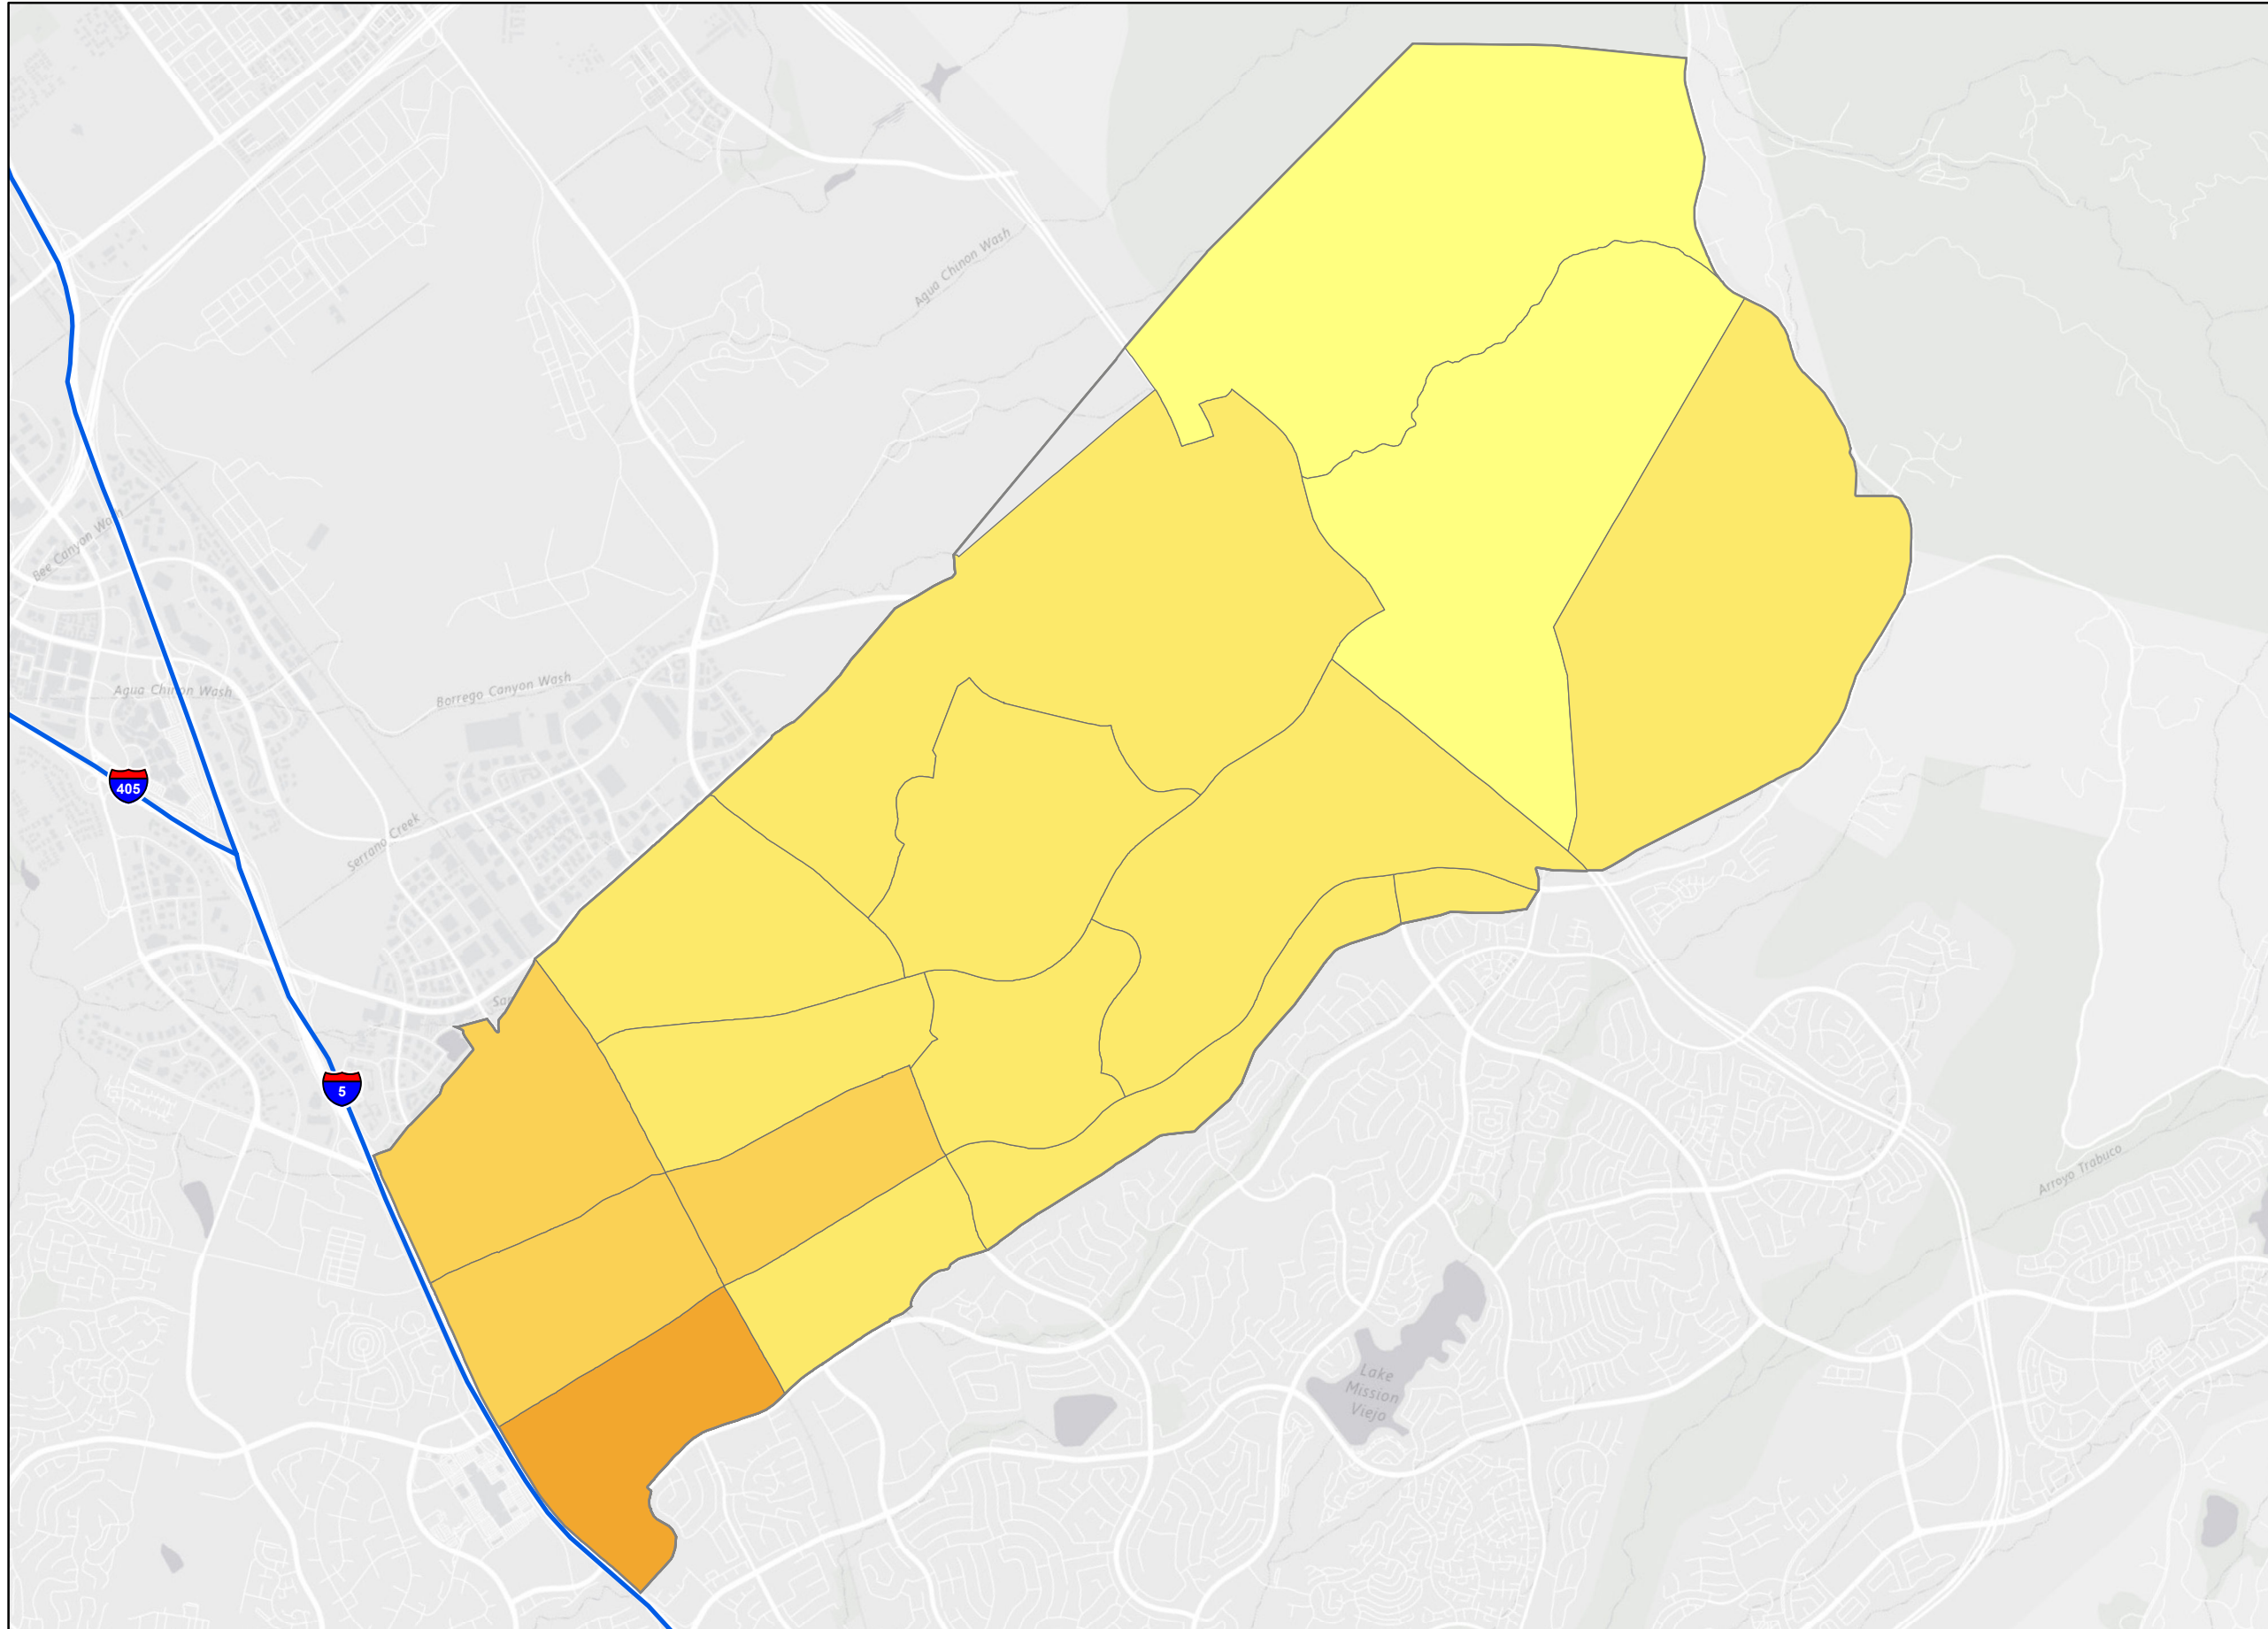 Agua Chinon Wash
Bee Canyon Wash
Agua Chinon Wash
Borrego Canyon Wash
405
Serrano Creek
5
Arroyo Trabuco
Lake
Mission
Viejo